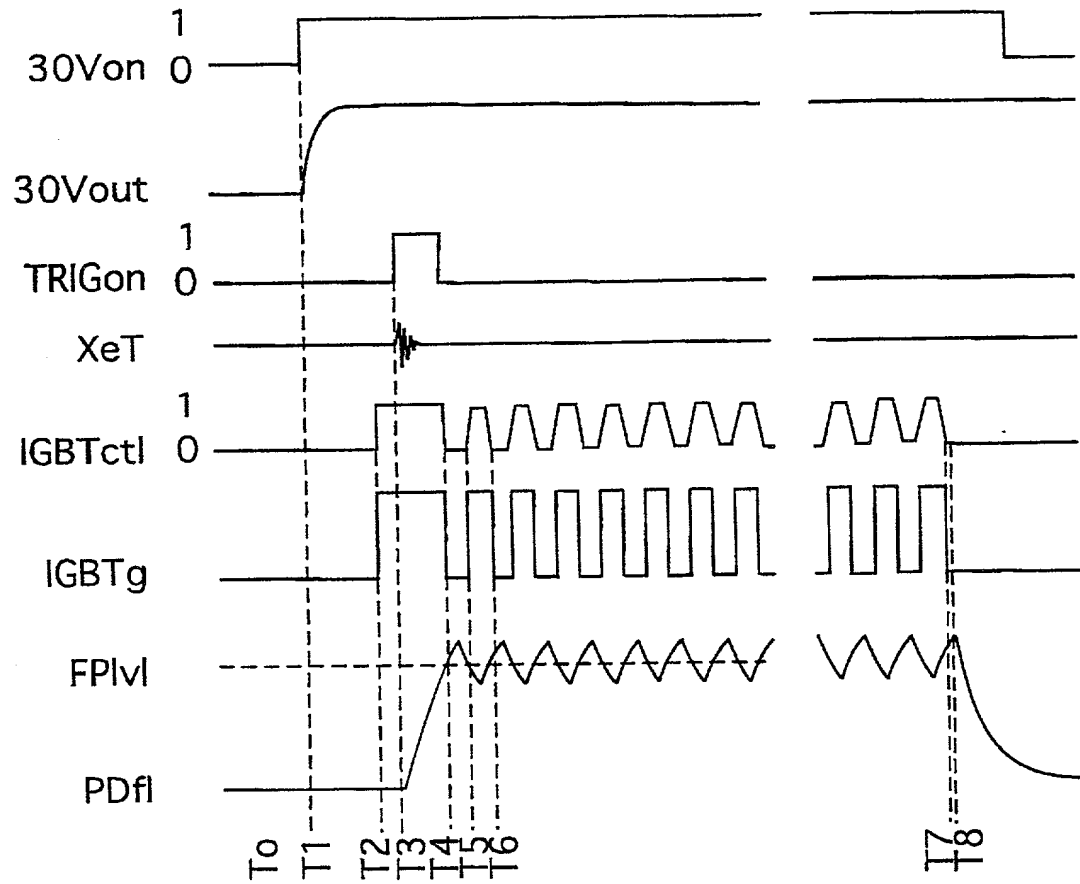 1
30Von 0
30Vout
1
TRIGon 0
XeT
1
IGBTctl 0
IGBTg
FPlvl
PDfl
To T1 T2 T3 T4 T5 T6 T7 T8